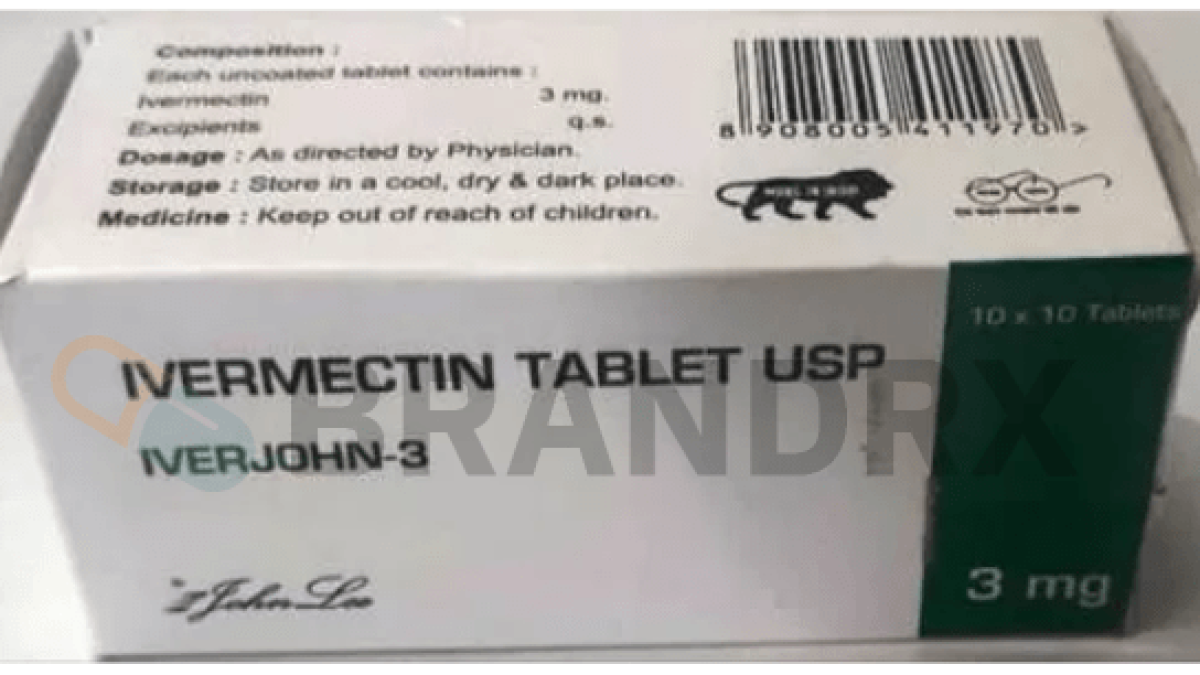 Composition :
Each uncoated tablet contains :
Ivermectin 3 mg.
Excipients q.s.
Dosage : As directed by Physician.
Storage : Store in a cool, dry & dark place.
Medicine : Keep out of reach of children.
8 908005 411970 >
10 x 10 Tablets
IVERMECTIN TABLET USP
BRANDRX
IVERJOHN-3
John Lee
3 mg